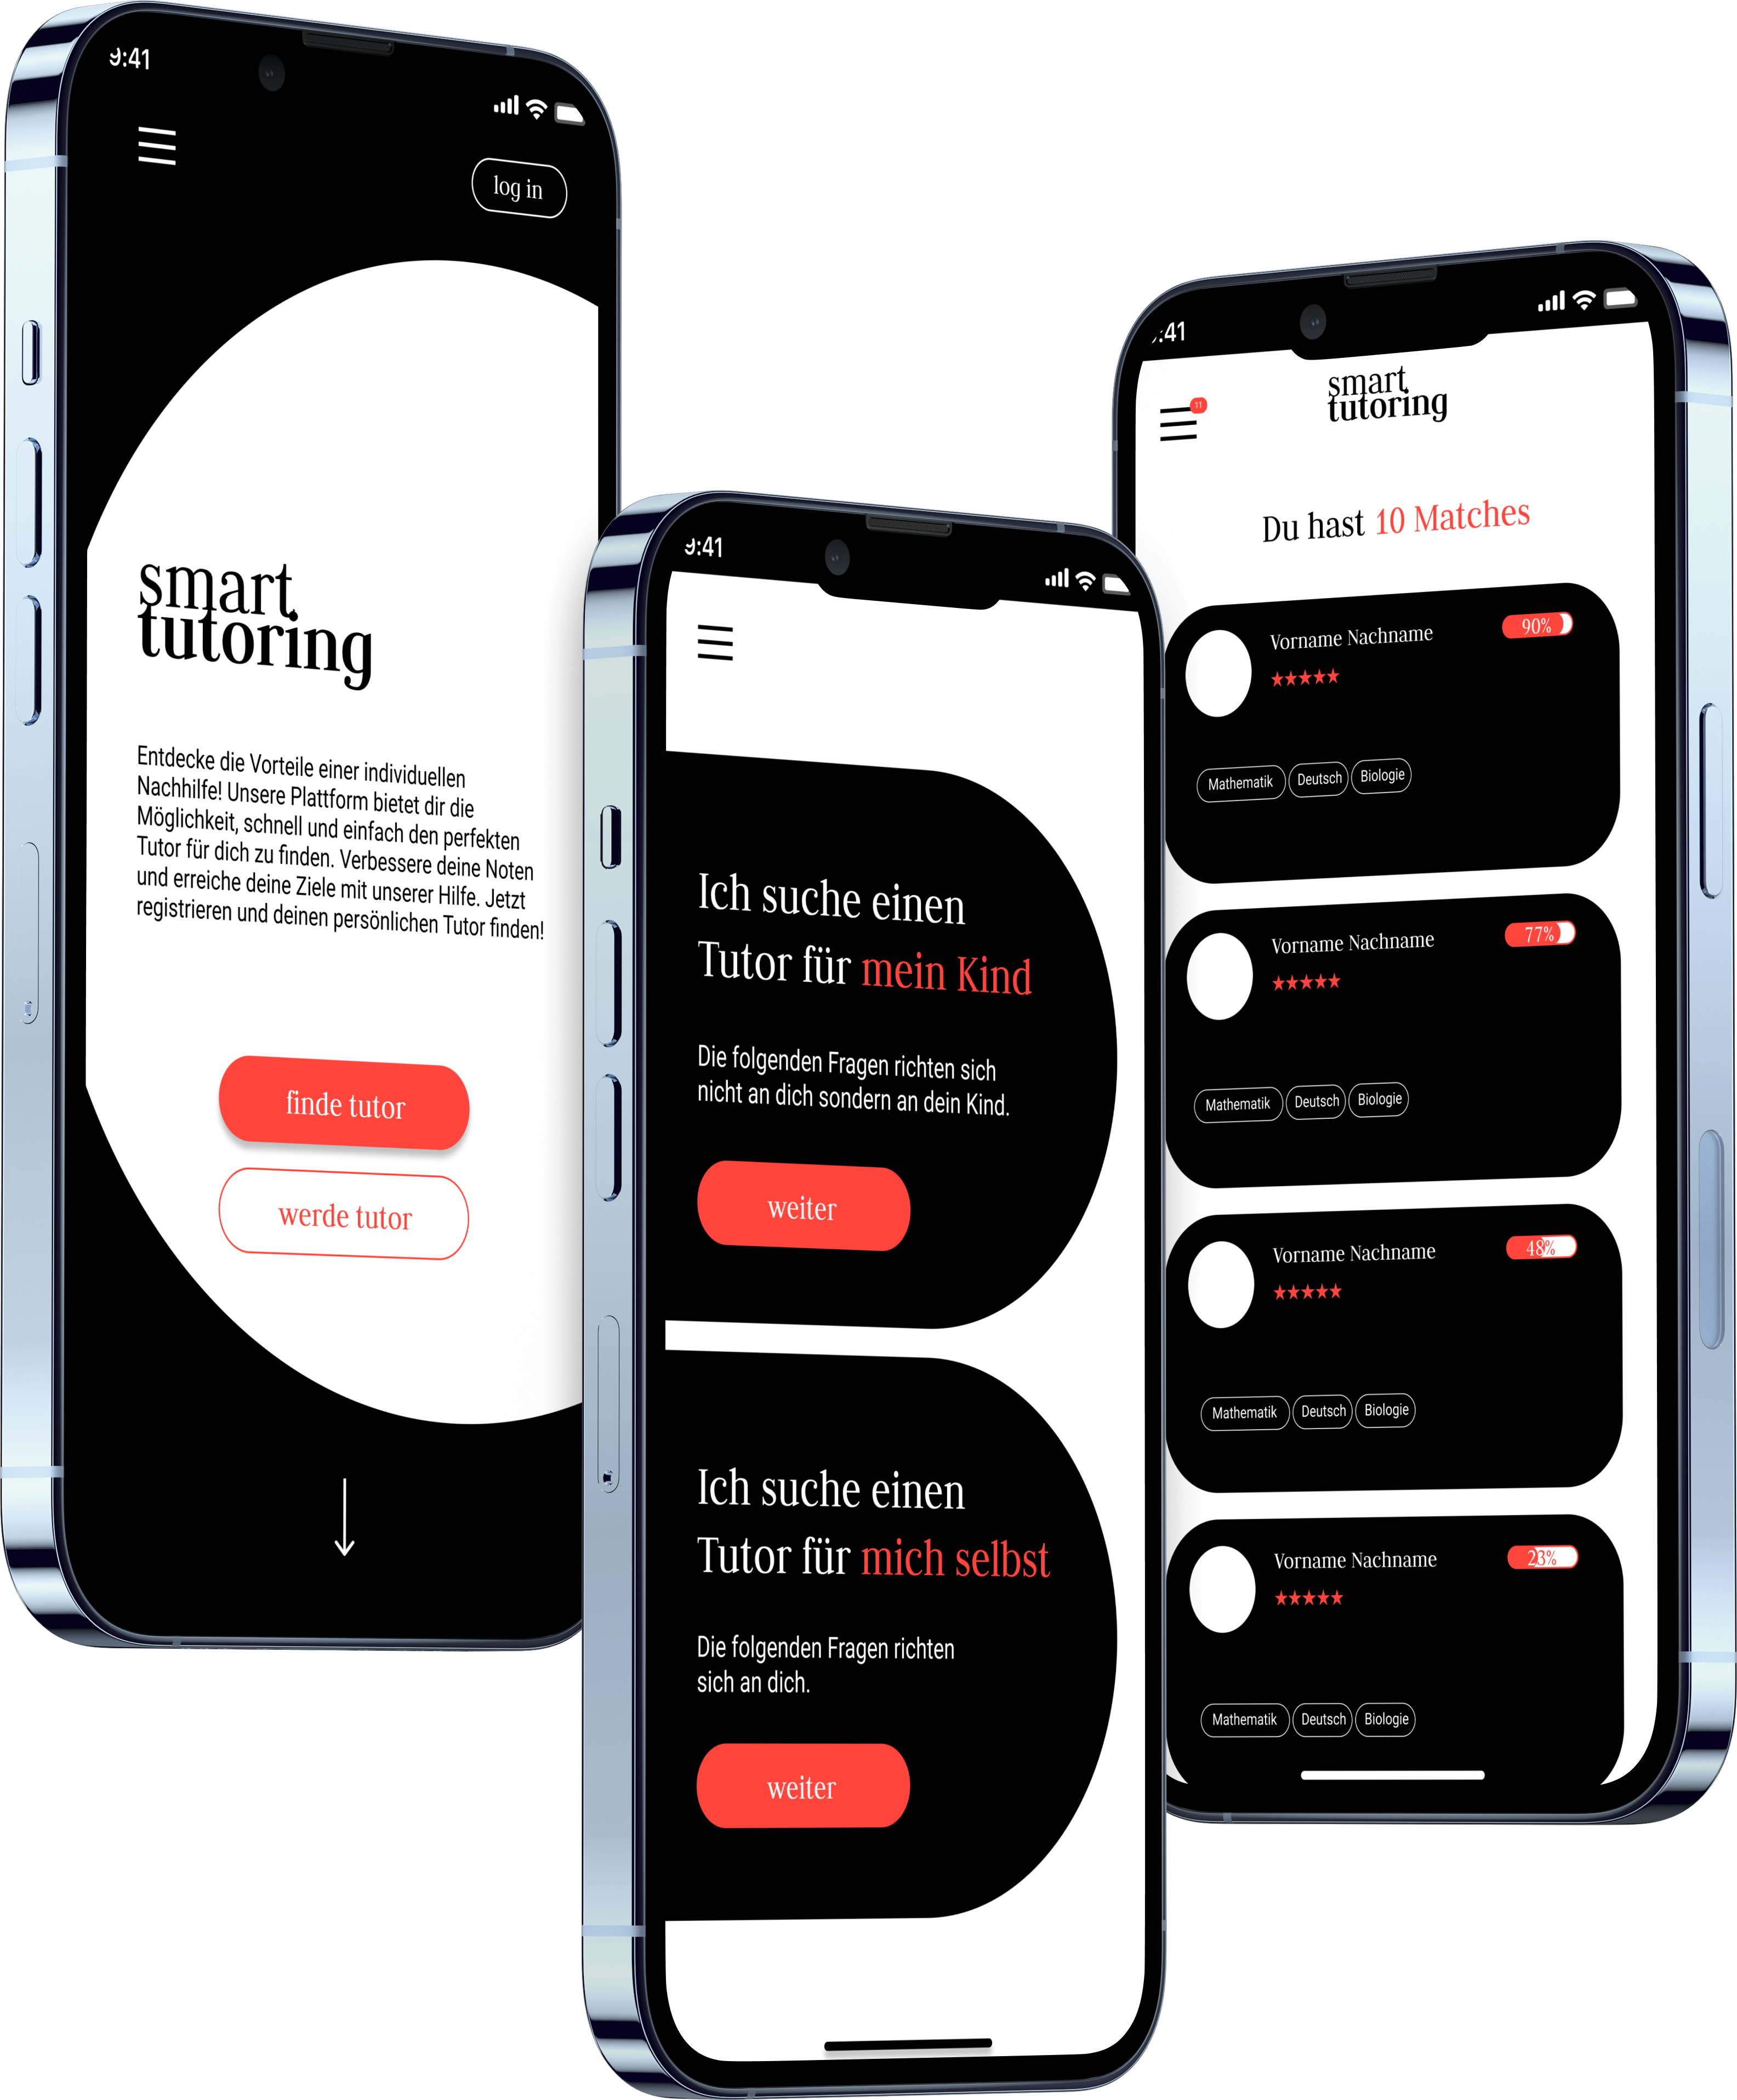 9:41
log in
smart
tutoring
Entdecke die Vorteile einer individuellen
Nachhilfe! Unsere Plattform bietet dir die
Möglichkeit, schnell und einfach den perfekten
Tutor für dich zu finden. Verbessere deine Noten
und erreiche deine Ziele mit unserer Hilfe. Jetzt
registrieren und deinen persönlichen Tutor finden!
finde tutor
werde tutor
9:41
Ich suche einen
Tutor für mein Kind
Die folgenden Fragen richten sich
nicht an dich sondern an dein Kind.
weiter
Ich suche einen
Tutor für mich selbst
Die folgenden Fragen richten
sich an dich.
weiter
:41
11
smart
tutoring
Du hast 10 Matches
Vorname Nachname
90%
★★★★★
Mathematik Deutsch Biologie
Vorname Nachname
77%
★★★★★
Mathematik Deutsch Biologie
Vorname Nachname
48%
★★★★★
Mathematik Deutsch Biologie
Vorname Nachname
23%
★★★★★
Mathematik Deutsch Biologie